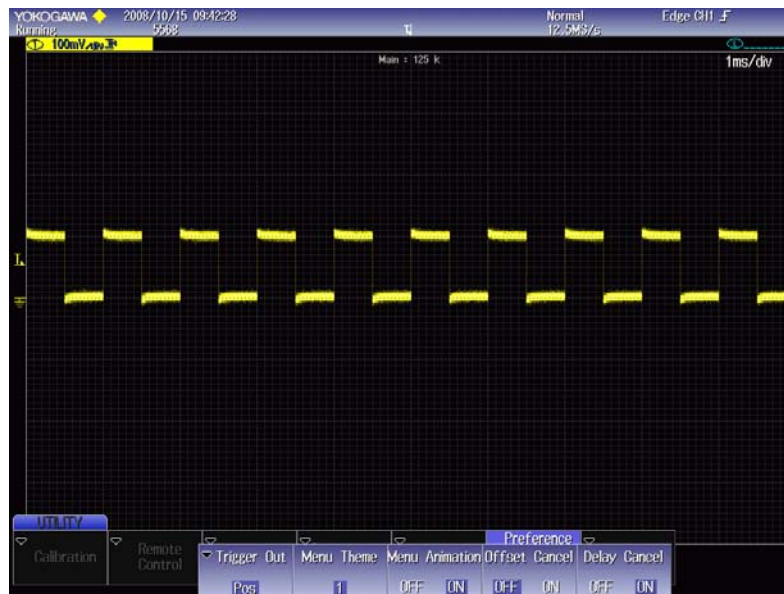 YOKOGAWA 2008/10/15 09:42:28 Normal Edge CH1
Running 5568 12.5MS/s
100mV
Main : 125 k
1ms/div
UTILITY
Preference
Calibration Remote Control Trigger Out Menu Theme Menu Animation Offset Cancel Delay Cancel
Pos 1 OFF ON OFF ON OFF ON